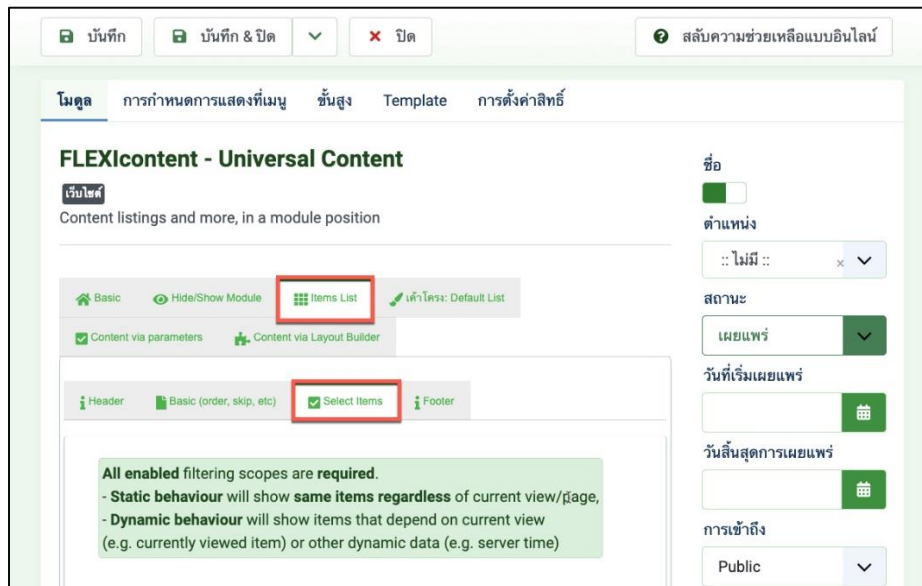 บันทึก บันทึก & ปิด ปิด สลับความช่วยเหลือแบบอินไลน์
โมดูล การกำหนดการแสดงที่เมนู ขั้นสูง Template การตั้งค่าสิทธิ์
FLEXIcontent - Universal Content
เว็บไซต์
Content listings and more, in a module position
Basic Hide/Show Module Items List เค้าโครง: Default List
Content via parameters Content via Layout Builder
Header Basic (order, skip, etc) Select Items Footer
All enabled filtering scopes are required.
- Static behaviour will show same items regardless of current view/page,
- Dynamic behaviour will show items that depend on current view
(e.g. currently viewed item) or other dynamic data (e.g. server time)
ชื่อ
ตำแหน่ง
:: ไม่มี :: ×
สถานะ
เผยแพร่
วันที่เริ่มเผยแพร่
วันสิ้นสุดการเผยแพร่
การเข้าถึง
Public